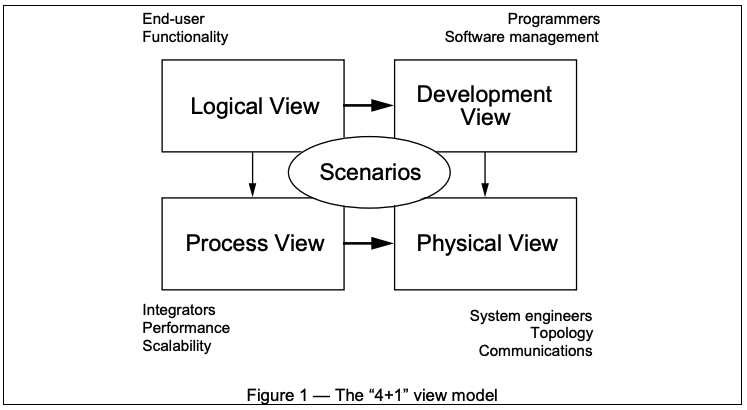 End-user
Functionality
Programmers
Software management
Logical View
Development
View
Scenarios
Process View
Physical View
Integrators
Performance
Scalability
System engineers
Topology
Communications
Figure 1 — The “4+1” view model